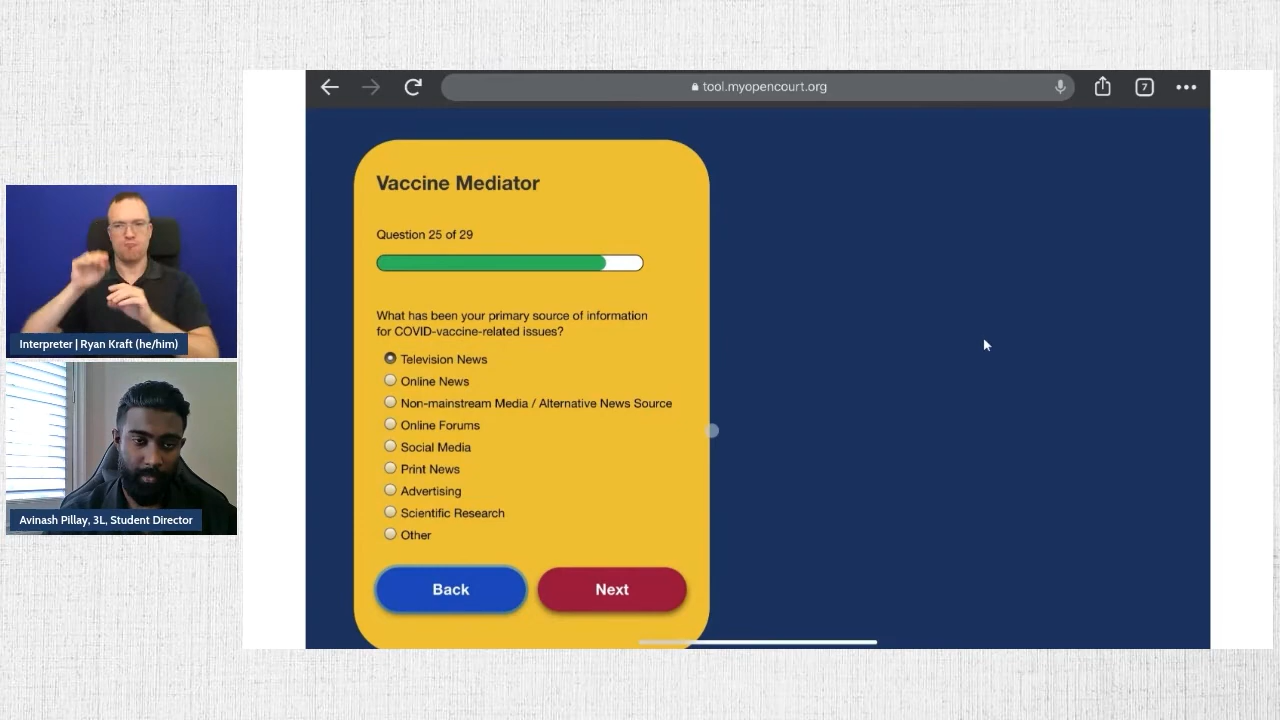 tool.myopencourt.org
7
Vaccine Mediator
Question 25 of 29
What has been your primary source of information
for COVID-vaccine-related issues?
Television News
Online News
Non-mainstream Media / Alternative News Source
Online Forums
Social Media
Print News
Advertising
Scientific Research
Other
Back
Next
Interpreter | Ryan Kraft (he/him)
Avinash Pillay, 3L, Student Director